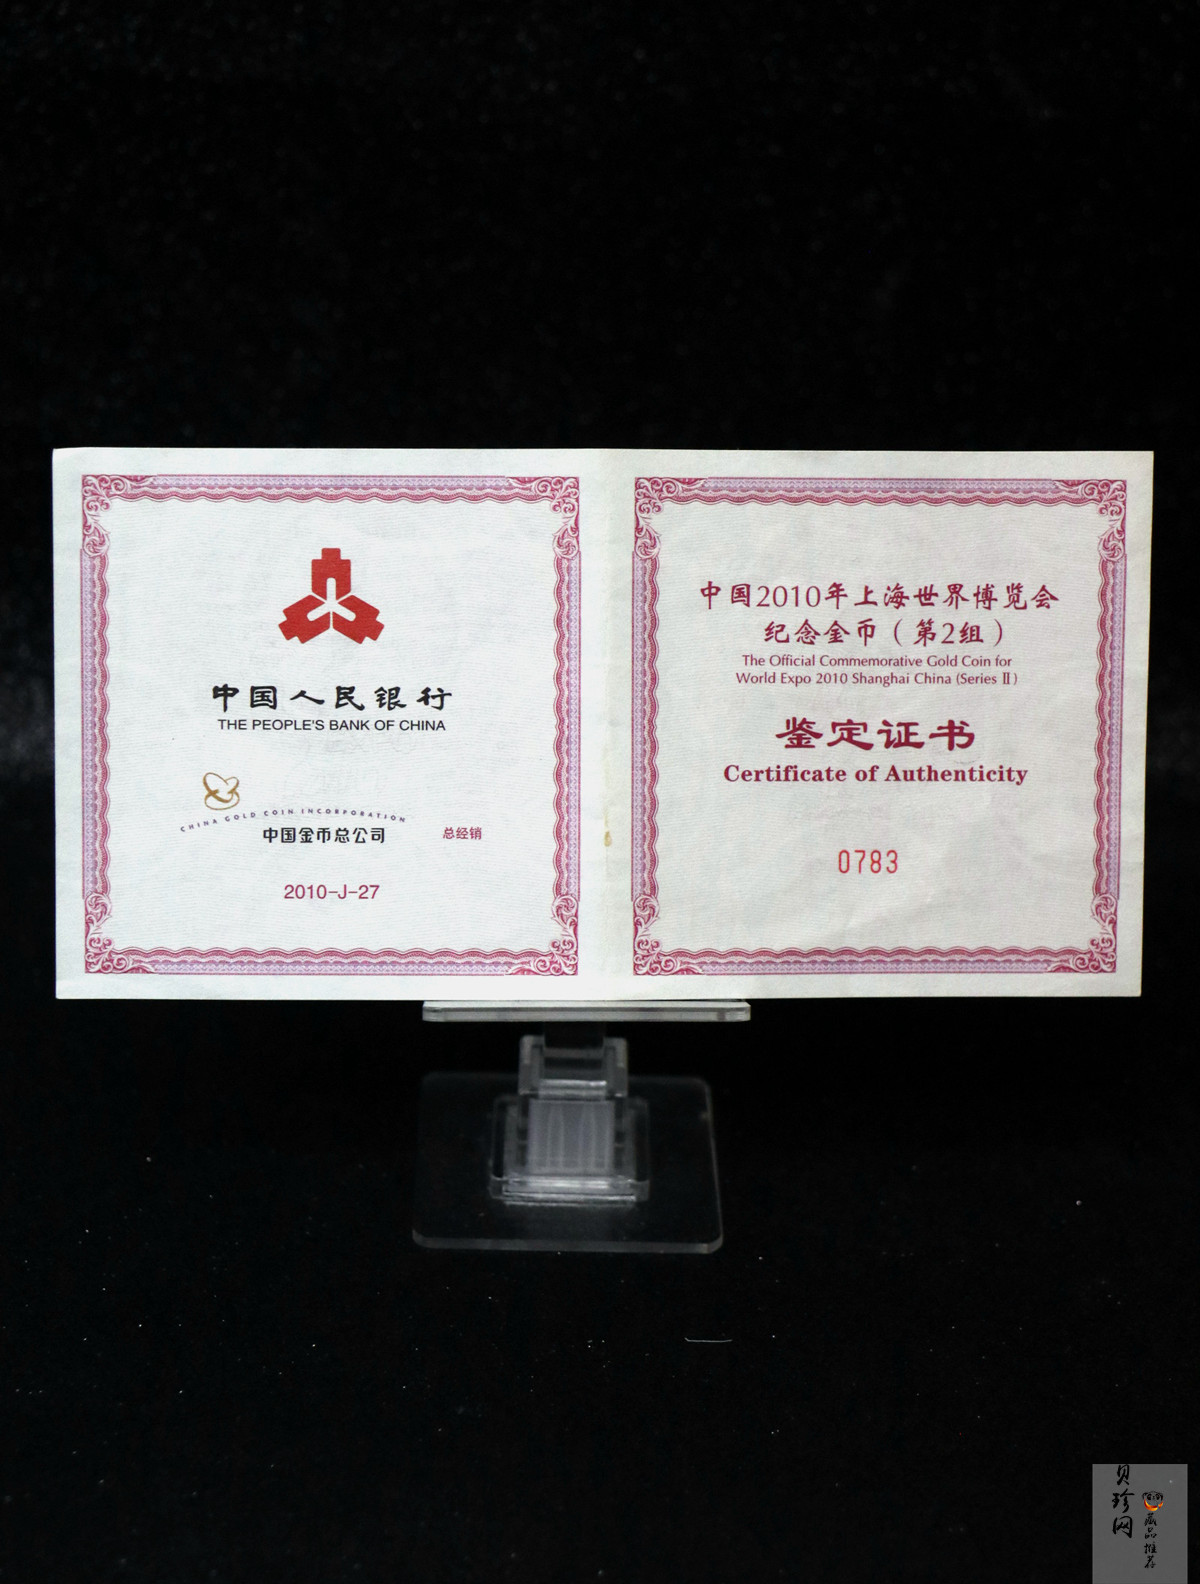 中国人民银行
THE PEOPLE'S BANK OF CHINA
CHINA GOLD COIN INCORPORATION
中国金币总公司 总经销
2010-J-27
中国2010年上海世界博览会
纪念金币（第2组）
The Official Commemorative Gold Coin for
World Expo 2010 Shanghai China (Series Ⅱ)
鉴定证书
Certificate of Authenticity
0783
贝珍网
藏品推荐